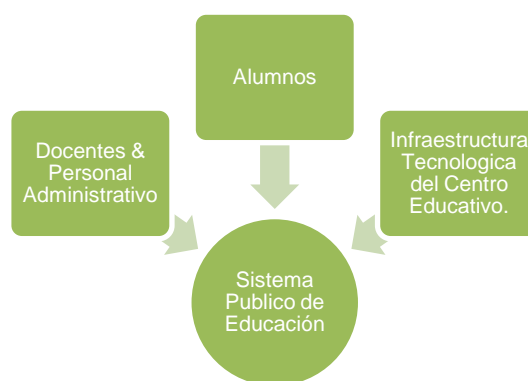 Alumnos
Docentes &
Personal
Administrativo
Infraestructura
Tecnologica
del Centro
Educativo.
Sistema
Publico de
Educación